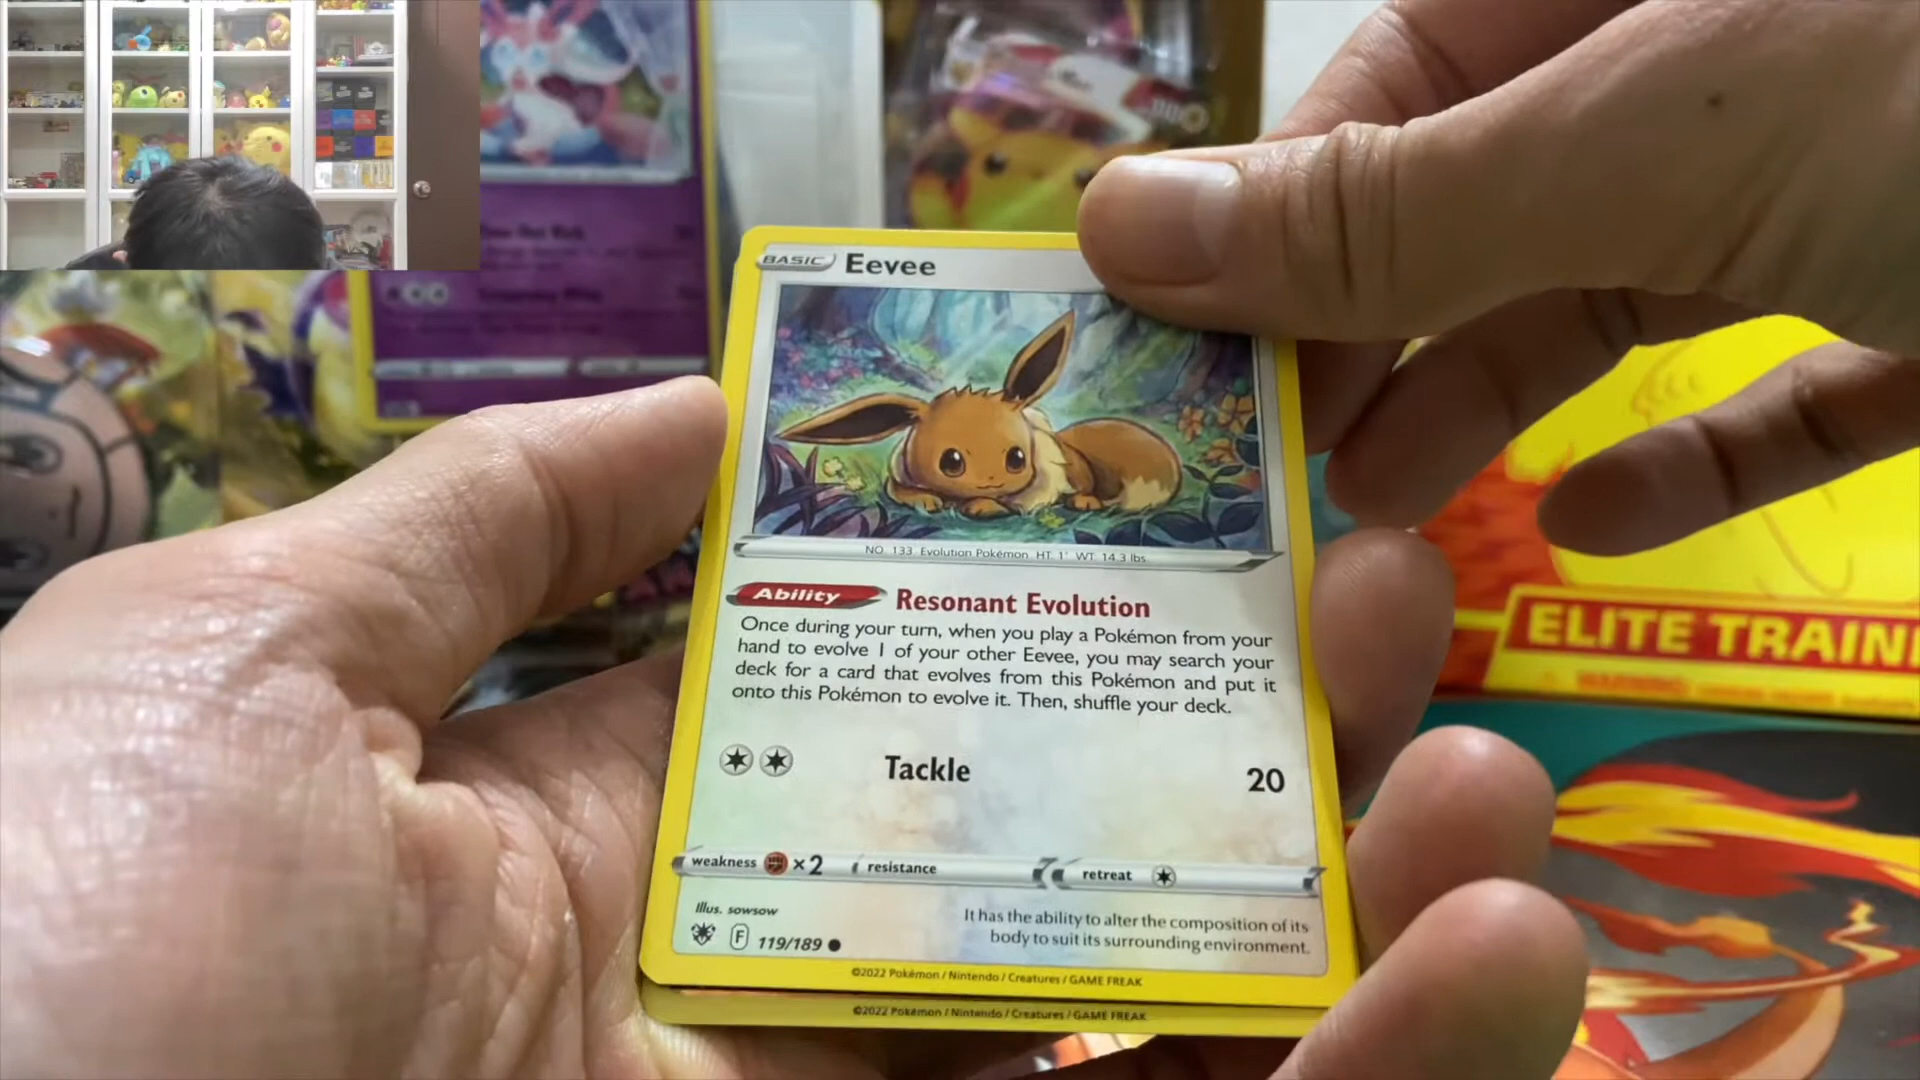 BASIC Eevee
NO. 133 Evolution Pokémon HT. 1' WT. 14.3 lbs.
Ability Resonant Evolution
Once during your turn, when you play a Pokémon from your
hand to evolve 1 of your other Eevee, you may search your
deck for a card that evolves from this Pokémon and put it
onto this Pokémon to evolve it. Then, shuffle your deck.
Tackle 20
weakness ×2 resistance retreat
Illus. sowsow
It has the ability to alter the composition of its
body to suit its surrounding environment.
F 119/189
©2022 Pokémon / Nintendo / Creatures / GAME FREAK
©2022 Pokémon / Nintendo / Creatures / GAME FREAK
ELITE TRAIN
WARNING: